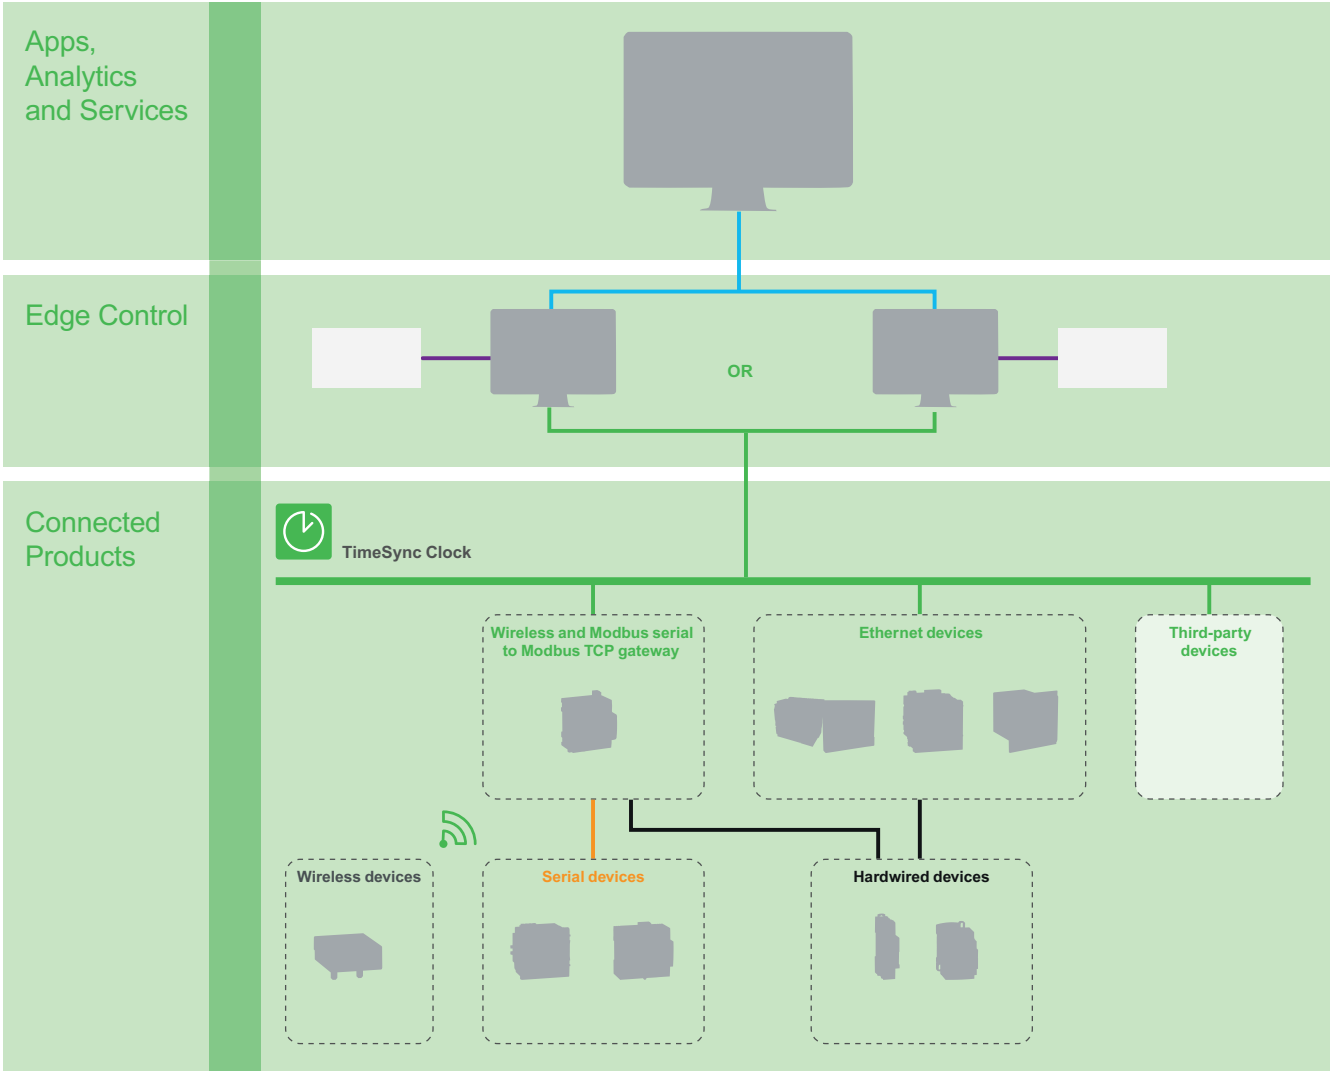 Apps,
Analytics
and Services
Edge Control
OR
Connected
Products
TimeSync Clock
Wireless and Modbus serial
to Modbus TCP gateway
Ethernet devices
Third-party
devices
Wireless devices
Serial devices
Hardwired devices